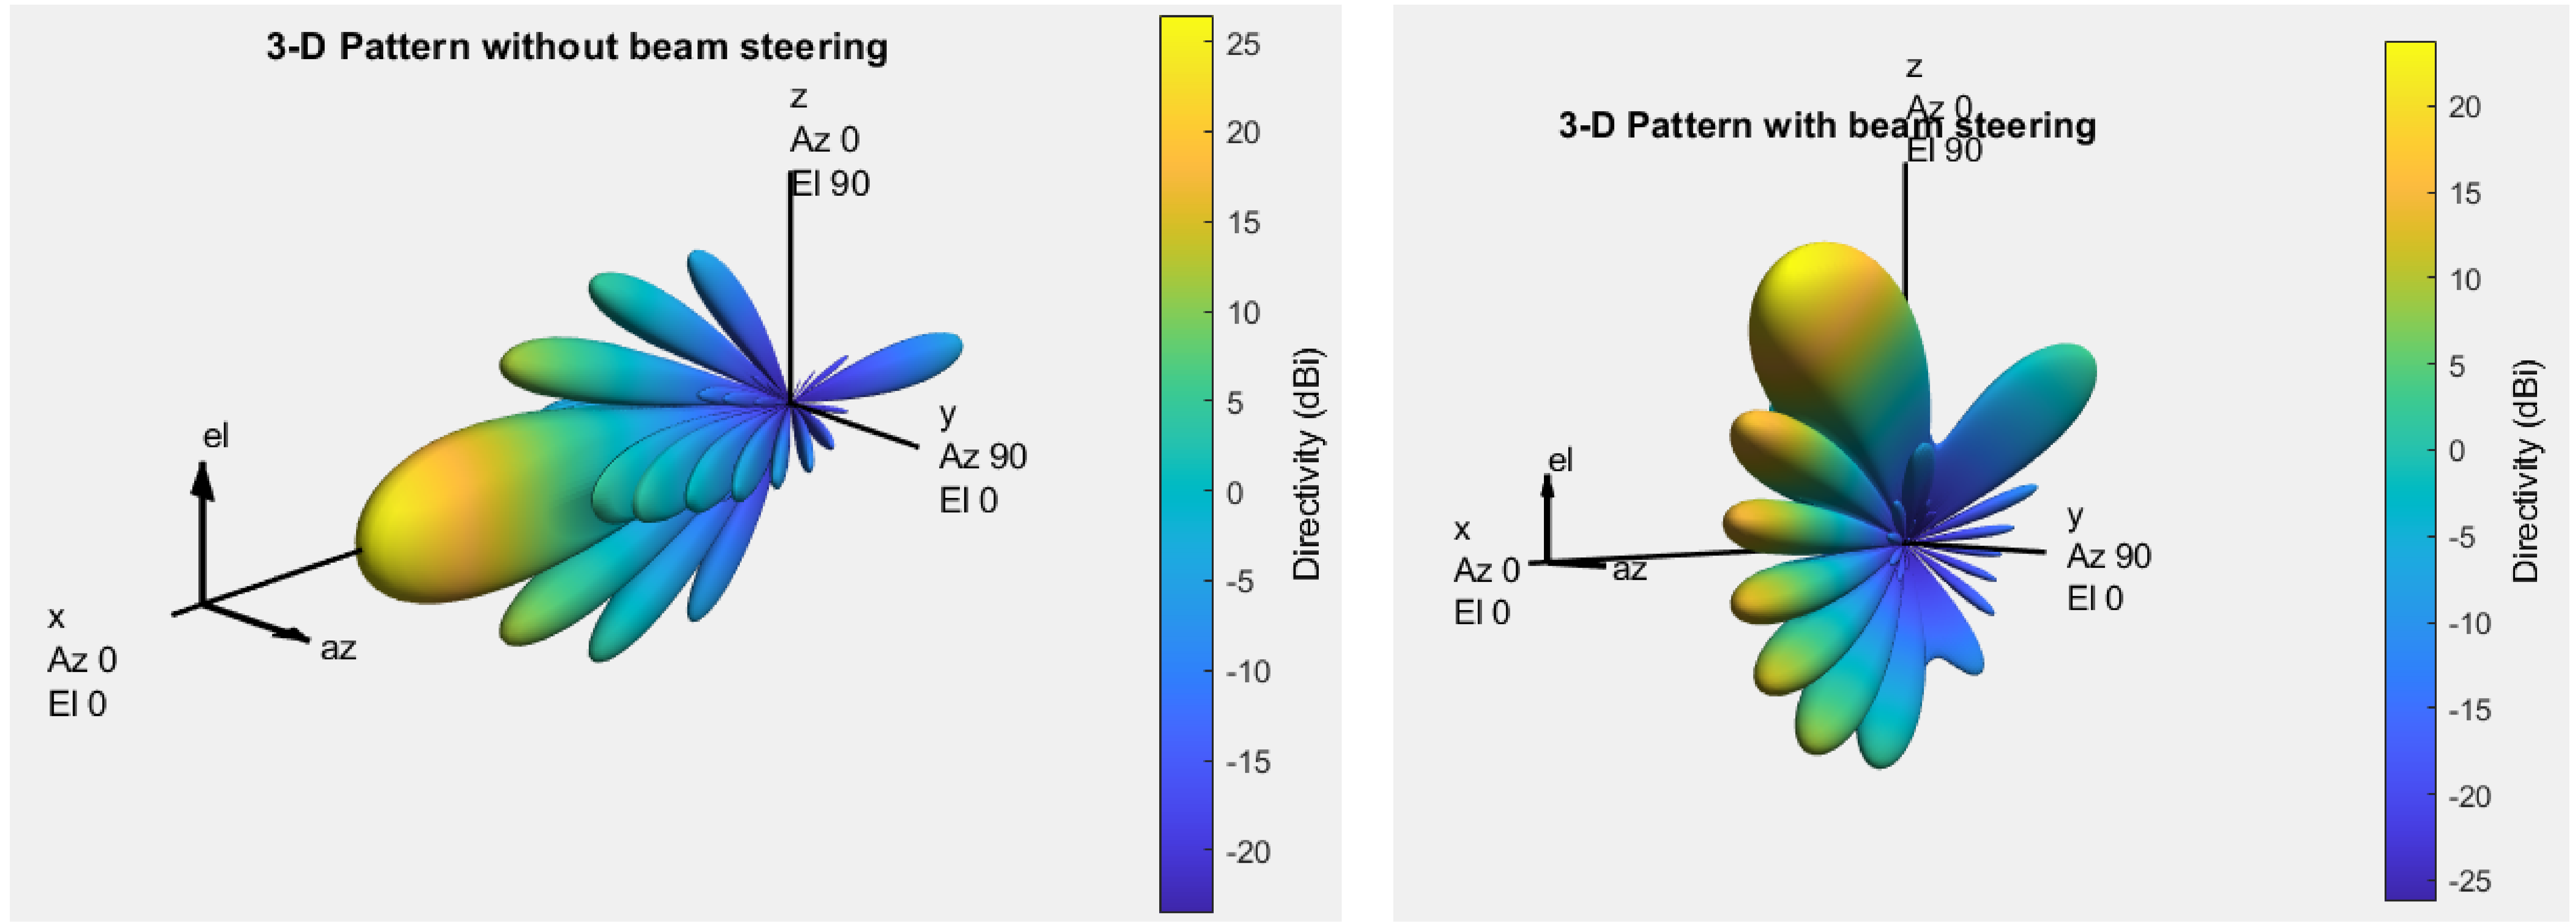 3-D Pattern without beam steering
z
Az 0
El 90
y
Az 90
El 0
el
az
x
Az 0
El 0
25
20
15
10
5
0
-5
-10
-15
-20
Directivity (dBi)
z
Az 0
3-D Pattern with beam steering
El 90
el
x
Az 0
El 0
az
y
Az 90
El 0
20
15
10
5
0
-5
-10
-15
-20
-25
Directivity (dBi)